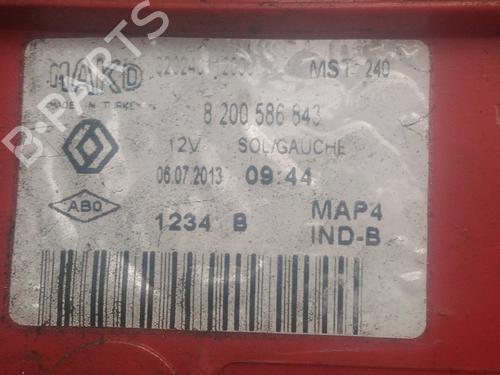 B-PARTS
MAKO MST 240
MADE IN TURKEY
8 200 586 843
12V SOL/GAUCHE
06.07.2013 09:44
ABO
1234 B MAP4
IND-B